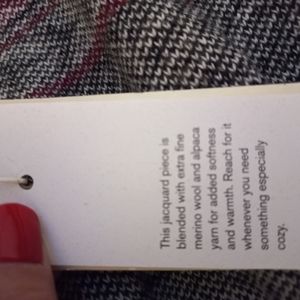 This jacquard piece is
blended with extra fine
merino wool and alpaca
yarn for added softness
and warmth. Reach for it
whenever you need
something especially
cozy.